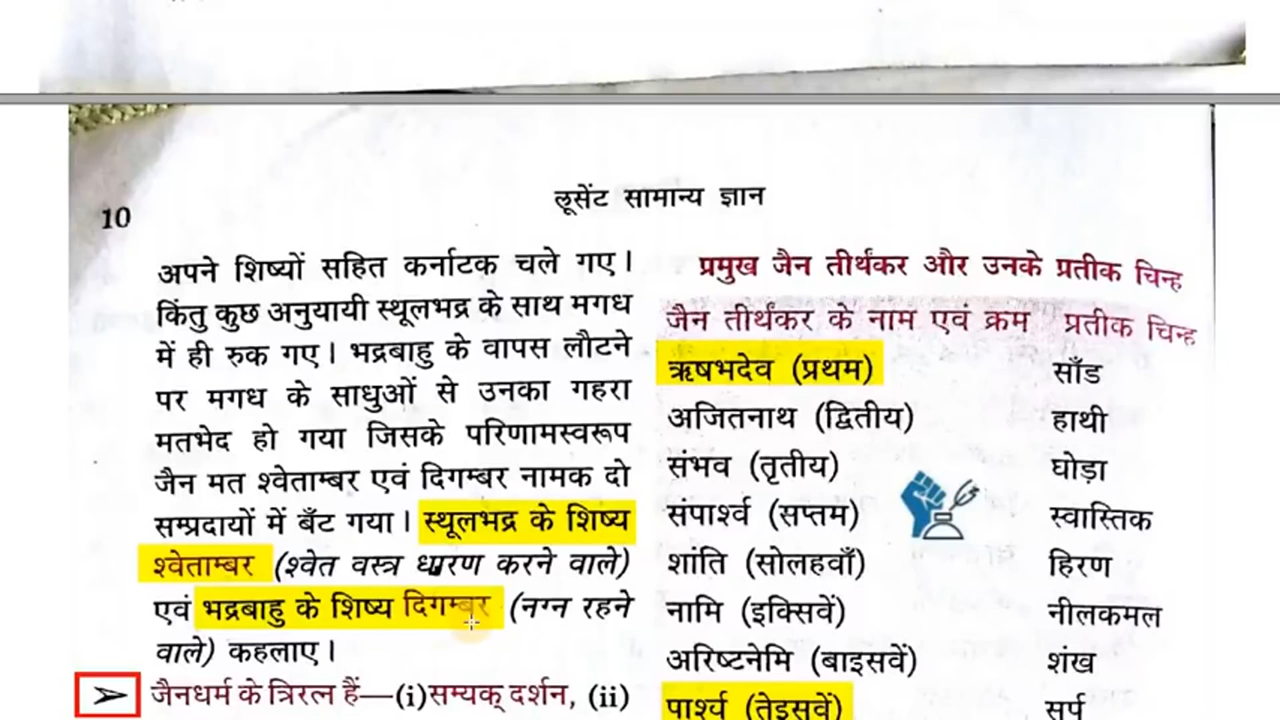 10
लूसेंट सामान्य ज्ञान
अपने शिष्यों सहित कर्नाटक चले गए।
किंतु कुछ अनुयायी स्थूलभद्र के साथ मगध
में ही रुक गए। भद्रबाहु के वापस लौटने
पर मगध के साधुओं से उनका गहरा
मतभेद हो गया जिसके परिणामस्वरूप
जैन मत श्वेताम्बर एवं दिगम्बर नामक दो
सम्प्रदायों में बँट गया। स्थूलभद्र के शिष्य
श्वेताम्बर (श्वेत वस्त्र धारण करने वाले)
एवं भद्रबाहु के शिष्य दिगम्बर (नग्न रहने
वाले) कहलाए।
➢ जैनधर्म के त्रिरत्न हैं—(i) सम्यक् दर्शन, (ii)
प्रमुख जैन तीर्थंकर और उनके प्रतीक चिन्ह
जैन तीर्थंकर के नाम एवं क्रम प्रतीक चिन्ह
ऋषभदेव (प्रथम) साँड
अजितनाथ (द्वितीय) हाथी
संभव (तृतीय) घोड़ा
संपार्श्व (सप्तम) स्वास्तिक
शांति (सोलहवाँ) हिरण
नामि (इक्सिवें) नीलकमल
अरिष्टनेमि (बाइसवें) शंख
पार्श्व (तेइसवें) सर्प